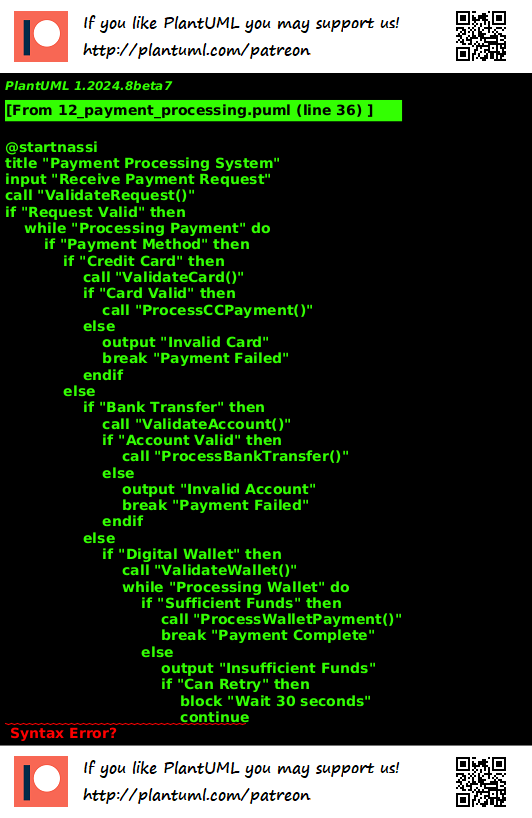 If you like PlantUML you may support us!
http://plantuml.com/patreon
PlantUML 1.2024.8beta7
[From 12_payment_processing.puml (line 36) ]
@startnassi
title "Payment Processing System"
input "Receive Payment Request"
call "ValidateRequest()"
if "Request Valid" then
while "Processing Payment" do
if "Payment Method" then
if "Credit Card" then
call "ValidateCard()"
if "Card Valid" then
call "ProcessCCPayment()"
else
output "Invalid Card"
break "Payment Failed"
endif
else
if "Bank Transfer" then
call "ValidateAccount()"
if "Account Valid" then
call "ProcessBankTransfer()"
else
output "Invalid Account"
break "Payment Failed"
endif
else
if "Digital Wallet" then
call "ValidateWallet()"
while "Processing Wallet" do
if "Sufficient Funds" then
call "ProcessWalletPayment()"
break "Payment Complete"
else
output "Insufficient Funds"
if "Can Retry" then
block "Wait 30 seconds"
continue
Syntax Error?
If you like PlantUML you may support us!
http://plantuml.com/patreon